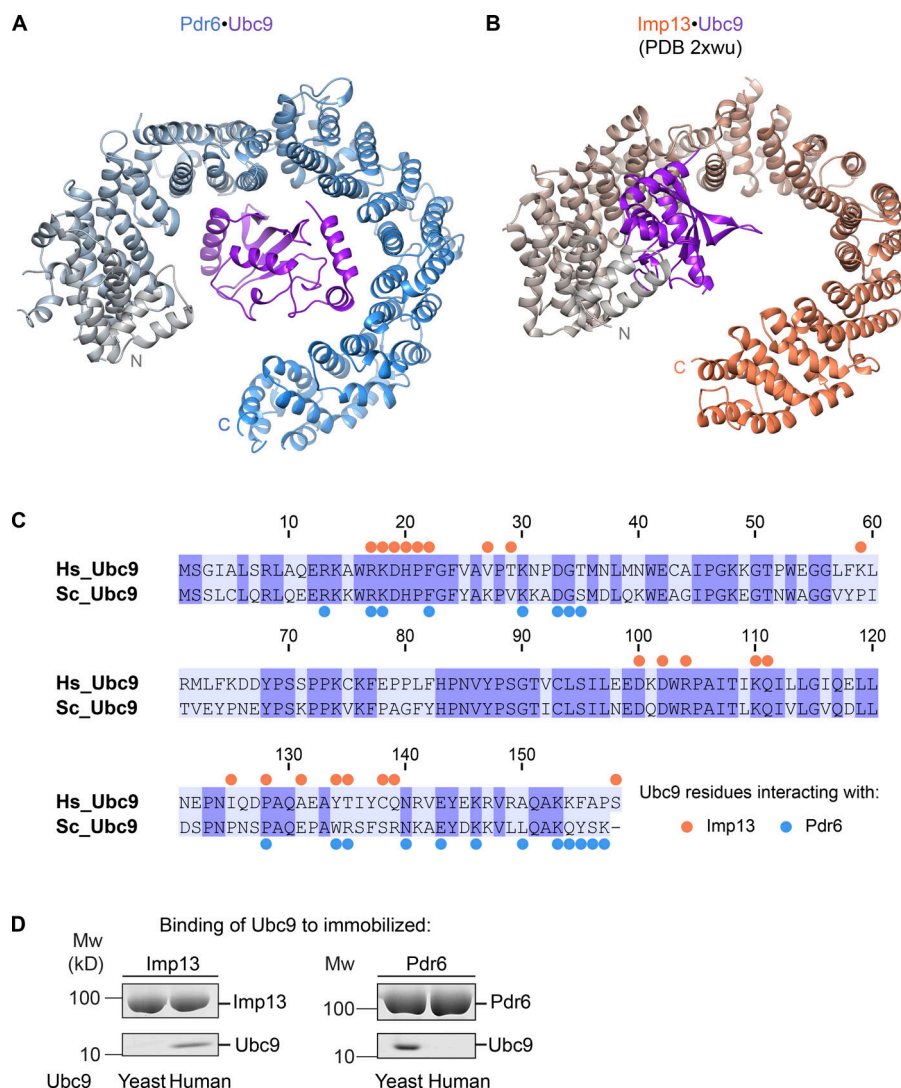 A
Pdr6•Ubc9
B
Imp13•Ubc9
(PDB 2xwu)
N
C
N
C
C
10 20 30 40 50 60
Hs_Ubc9 MSGIALSRLAQERKAWRKDHPFGFVAVPTKNPDGTMNLMNWECAIPGKKGTPWEGGLFKL
Sc_Ubc9 MSSLCLQRLQEERKKWRKDHPFGFYAKPVKKADGSMDLQKWEAGIPGKEGTNWAGGVYPI
70 80 90 100 110 120
Hs_Ubc9 RMLFKDDYPSSPPKCKFEPPLFHPNVYPSGTVCLSILEEDKDWRPAITIKQILLGIQELL
Sc_Ubc9 TVEYPNEYPSKPPKVKFPAGFYHPNVYPSGTICLSILNEDQDWRPAITLKQIVLGVQDLL
130 140 150
Hs_Ubc9 NEPNIQDPAQAEAYTIYCQNRVEYEKRVRAQAKKFAPS
Sc_Ubc9 DSPNPNSPAQEPAWRSFSRNKAEYDKKVLLQAKQYSK-
Ubc9 residues interacting with:
Imp13 Pdr6
D
Binding of Ubc9 to immobilized:
Mw
(kD)
Imp13
Mw
Pdr6
100
Imp13
100
Pdr6
10
Ubc9
10
Ubc9
Ubc9 Yeast Human Yeast Human